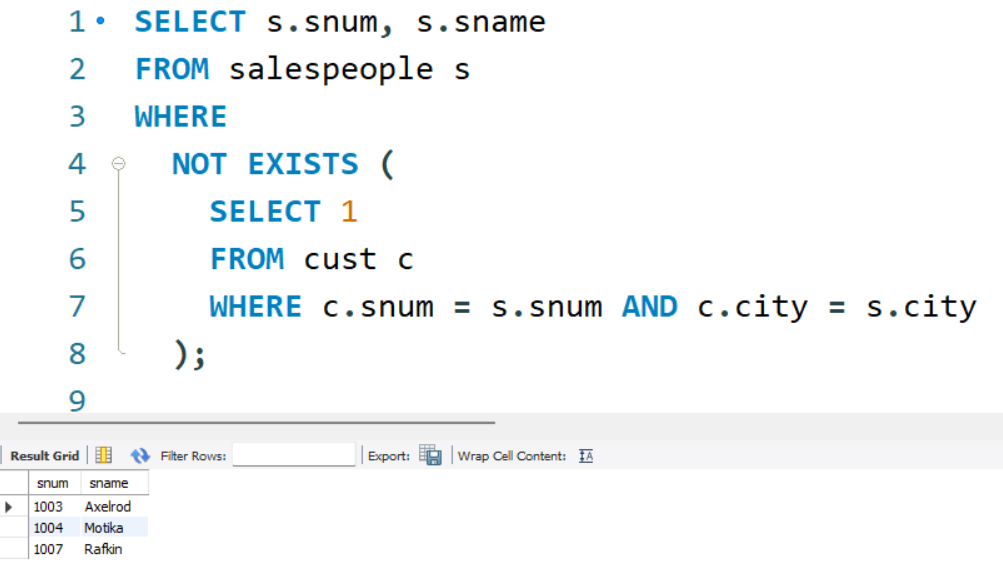 1 SELECT s.snum, s.sname
2 FROM salespeople s
3 WHERE
4 NOT EXISTS (
5 SELECT 1
6 FROM cust c
7 WHERE c.snum = s.snum AND c.city = s.city
8 );
9
Result Grid Filter Rows: Export: Wrap Cell Content: IA
snum sname
1003 Axelrod
1004 Motika
1007 Rafkin